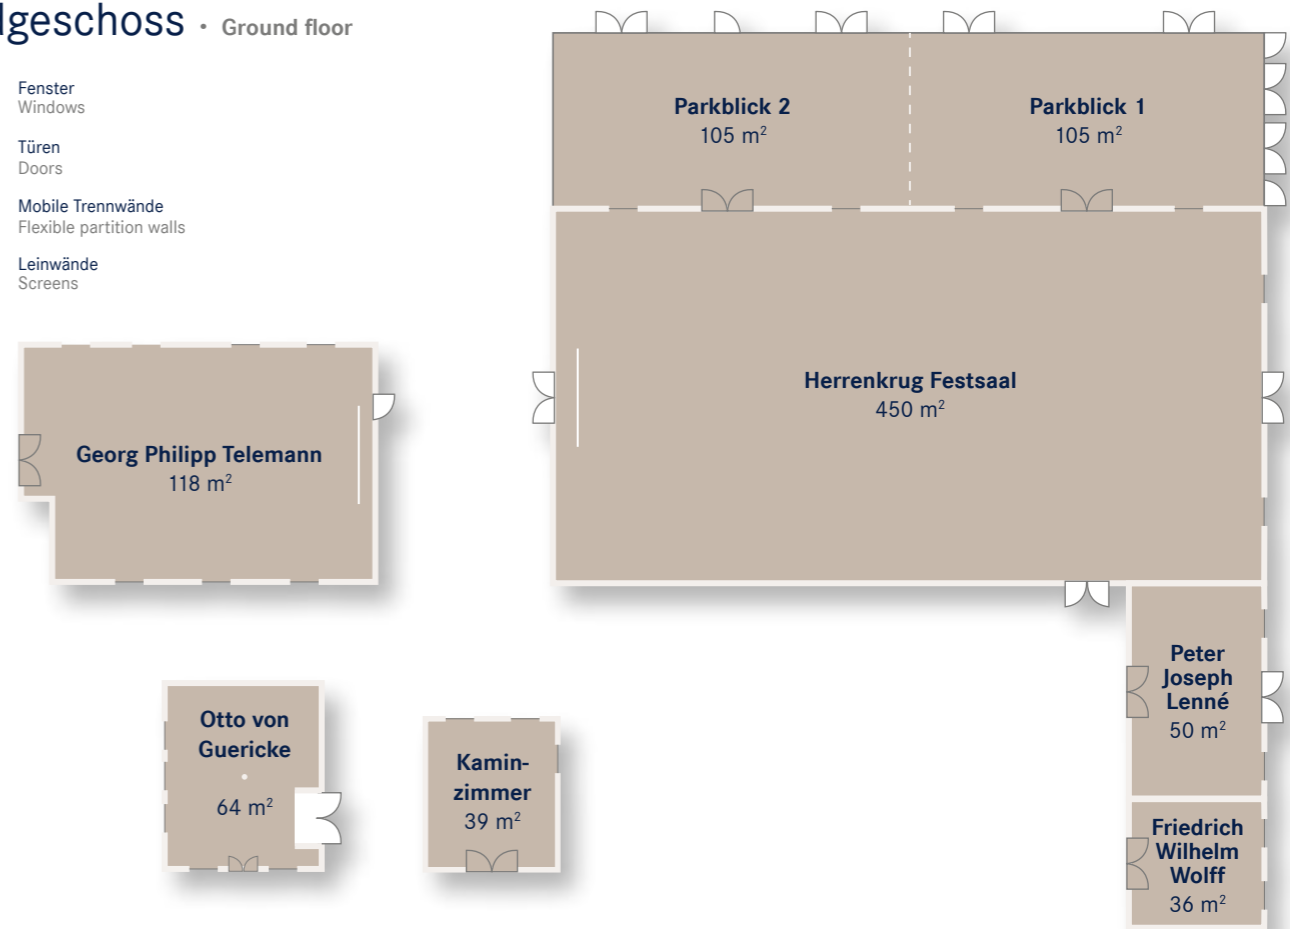 lgeschoss · Ground floor
Fenster
Windows
Türen
Doors
Mobile Trennwände
Flexible partition walls
Leinwände
Screens
Parkblick 2
105 m²
Parkblick 1
105 m²
Herrenkrug Festsaal
450 m²
Georg Philipp Telemann
118 m²
Otto von
Guericke
64 m²
Kamin-
zimmer
39 m²
Peter
Joseph
Lenné
50 m²
Friedrich
Wilhelm
Wolff
36 m²